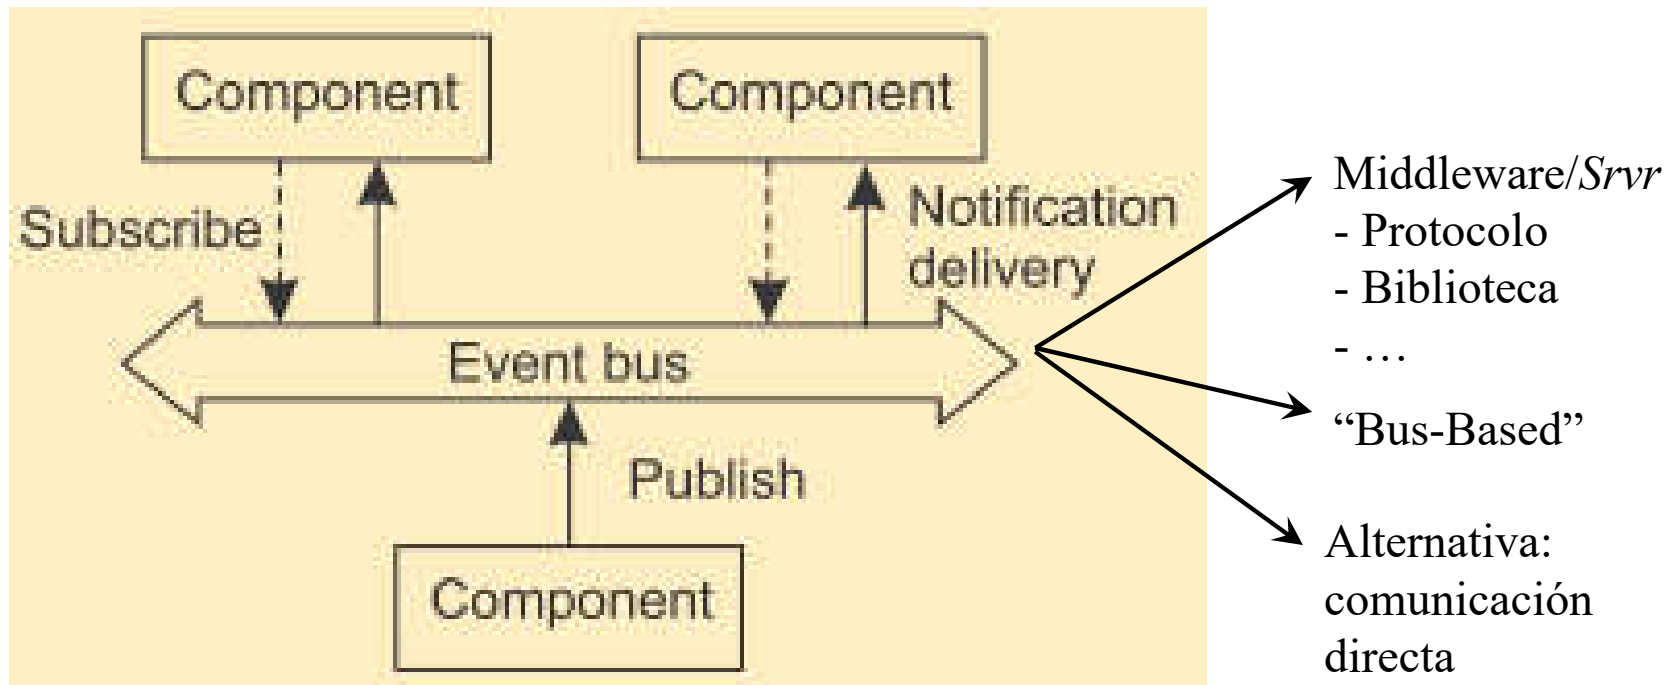 Component
Component
Subscribe
Notification
delivery
Event bus
Publish
Component
Middleware/Srvr
- Protocolo
- Biblioteca
- …
“Bus-Based”
Alternativa:
comunicación
directa